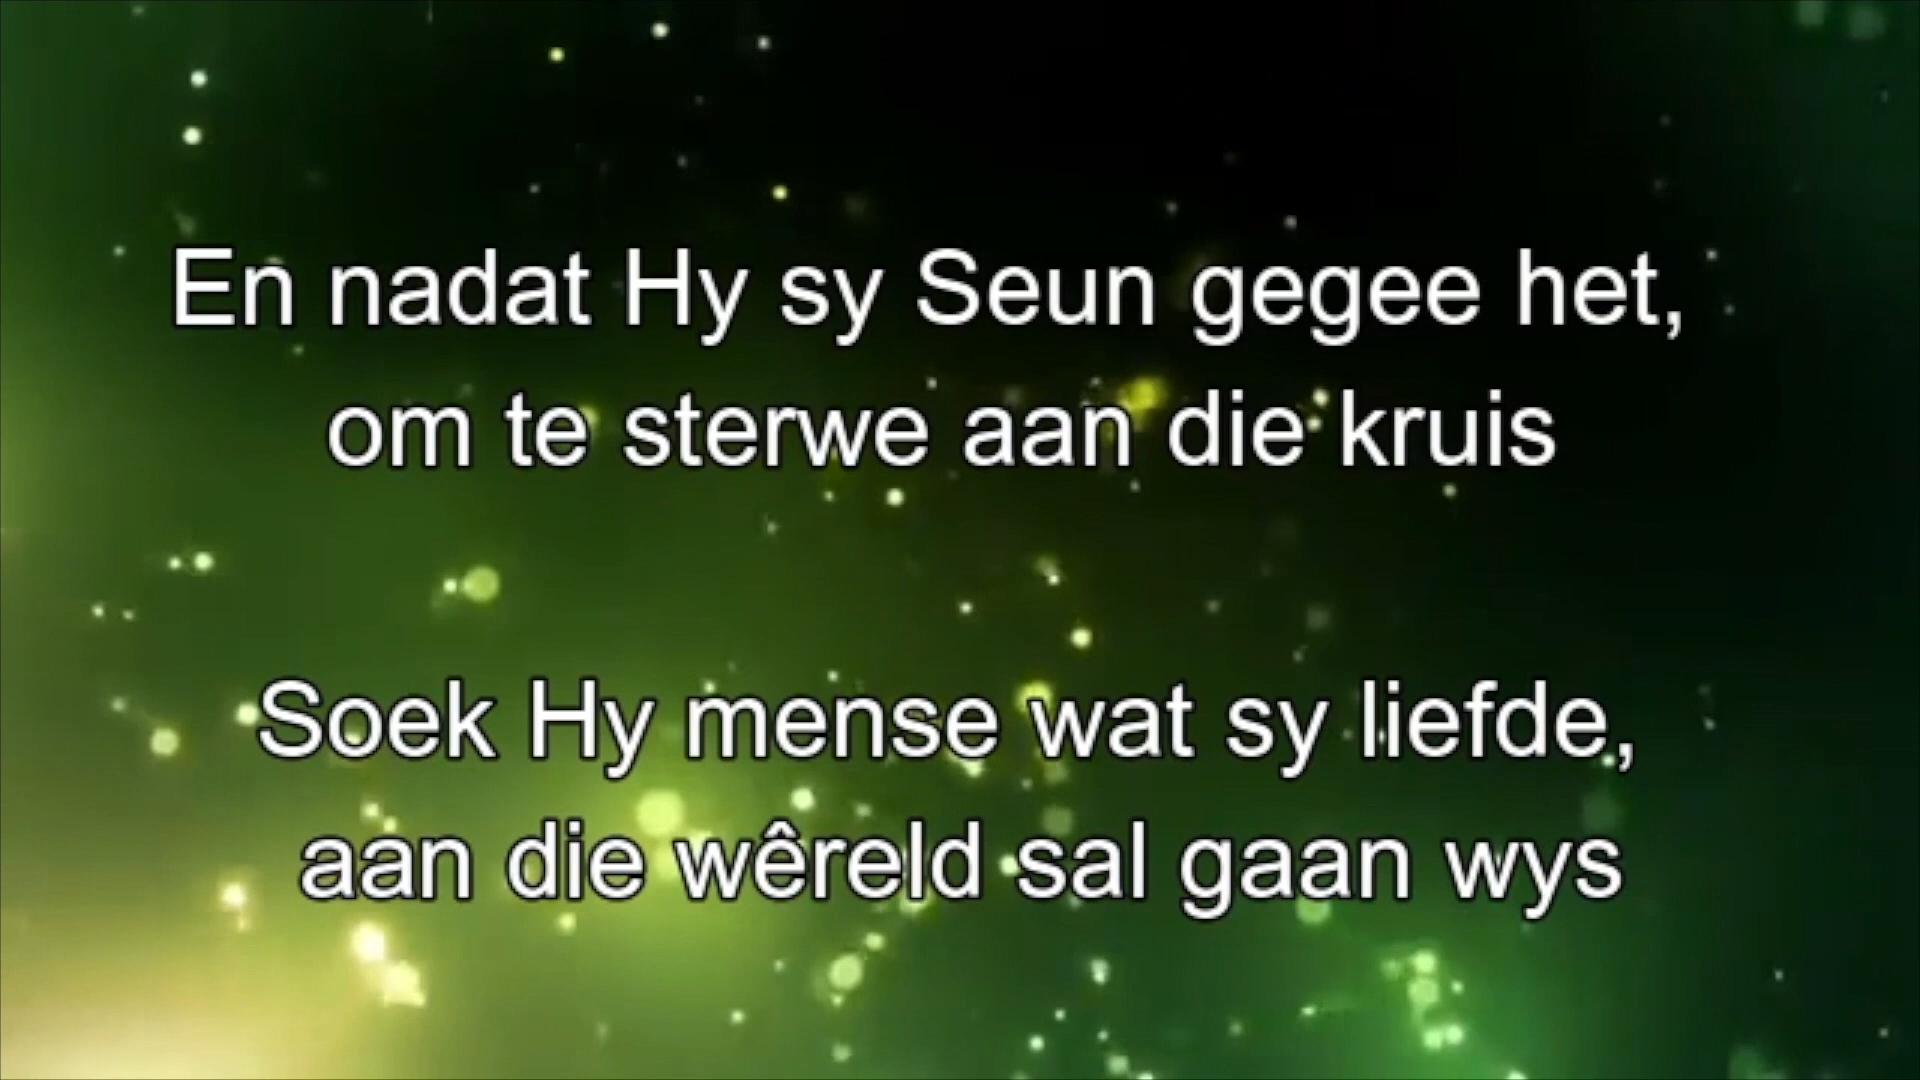 En nadat Hy sy Seun gegee het,
om te sterwe aan die kruis
Soek Hy mense wat sy liefde,
aan die wêreld sal gaan wys